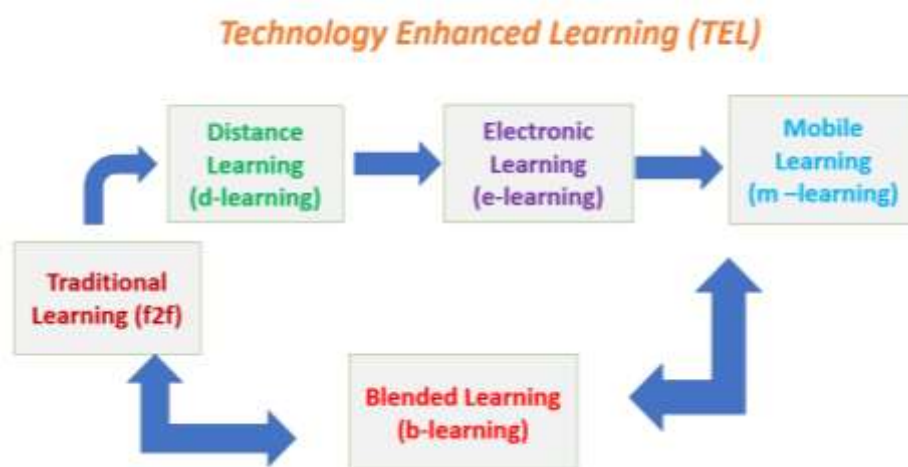 Technology Enhanced Learning (TEL)
Distance
Learning
(d-learning)
Electronic
Learning
(e-learning)
Mobile
Learning
(m –learning)
Traditional
Learning (f2f)
Blended Learning
(b-learning)